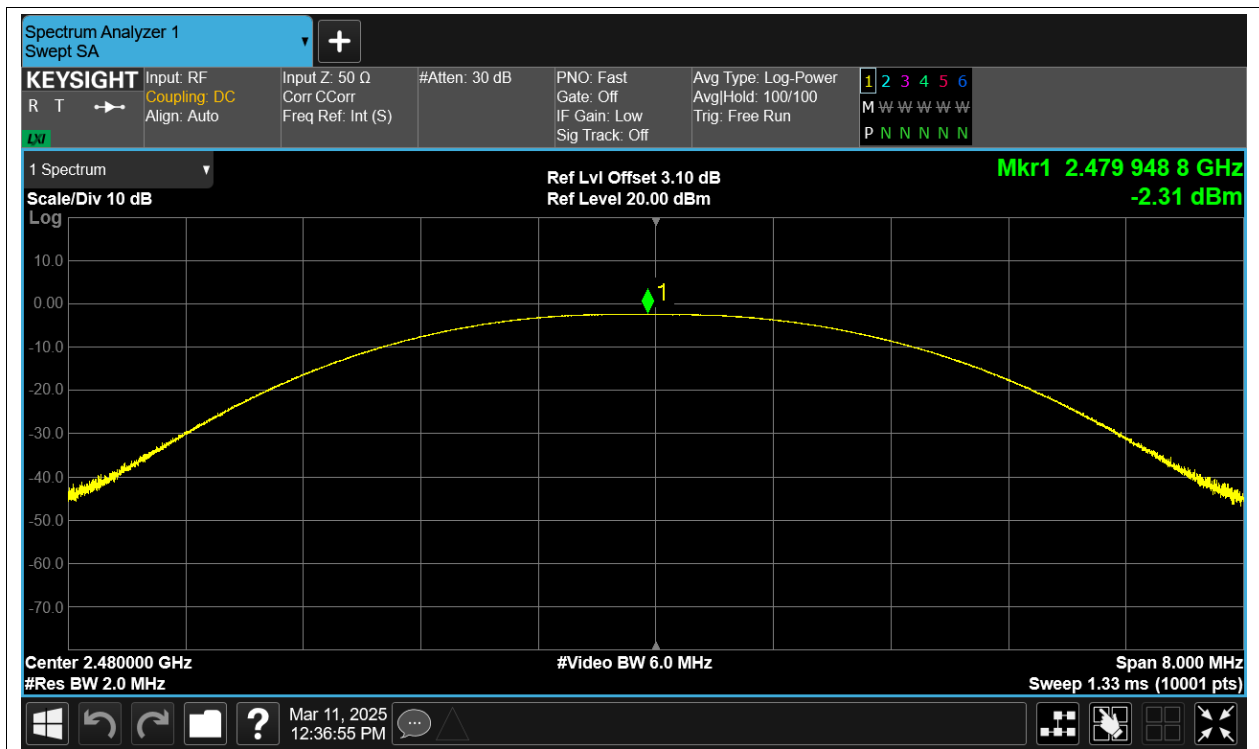 Spectrum Analyzer 1
Swept SA
KEYSIGHT
R T
LXI
Input: RF
Coupling: DC
Align: Auto
Input Z: 50 Ω
Corr CCorr
Freq Ref: Int (S)
#Atten: 30 dB
PNO: Fast
Gate: Off
IF Gain: Low
Sig Track: Off
Avg Type: Log-Power
Avg|Hold: 100/100
Trig: Free Run
1 2 3 4 5 6
M W W W W W
P N N N N N
1 Spectrum
Scale/Div 10 dB
Log
Ref Lvl Offset 3.10 dB
Ref Level 20.00 dBm
Mkr1 2.479 948 8 GHz
-2.31 dBm
10.0
0.00
-10.0
-20.0
-30.0
-40.0
-50.0
-60.0
-70.0
1
Center 2.480000 GHz
#Res BW 2.0 MHz
#Video BW 6.0 MHz
Span 8.000 MHz
Sweep 1.33 ms (10001 pts)
?
Mar 11, 2025
12:36:55 PM